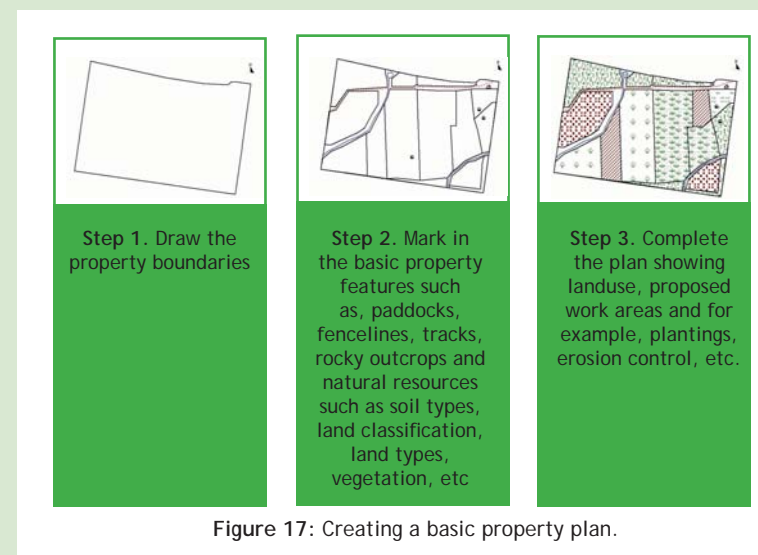 Step 1. Draw the
property boundaries
Step 2. Mark in
the basic property
features such
as, paddocks,
fencelines, tracks,
rocky outcrops and
natural resources
such as soil types,
land classification,
land types,
vegetation, etc
Step 3. Complete
the plan showing
landuse, proposed
work areas and for
example, plantings,
erosion control, etc.
Figure 17: Creating a basic property plan.